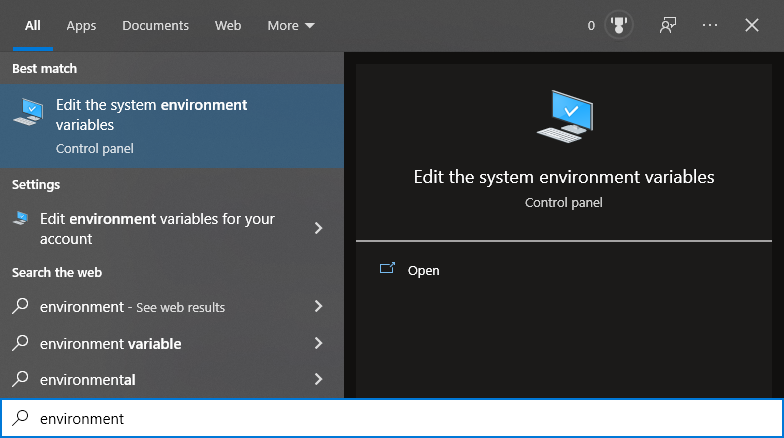 All Apps Documents Web More 0
Best match
Edit the system environment
variables
Control panel
Settings
Edit environment variables for your
account
Search the web
environment - See web results
environment variable
environmental
environment
Edit the system environment variables
Control panel
Open